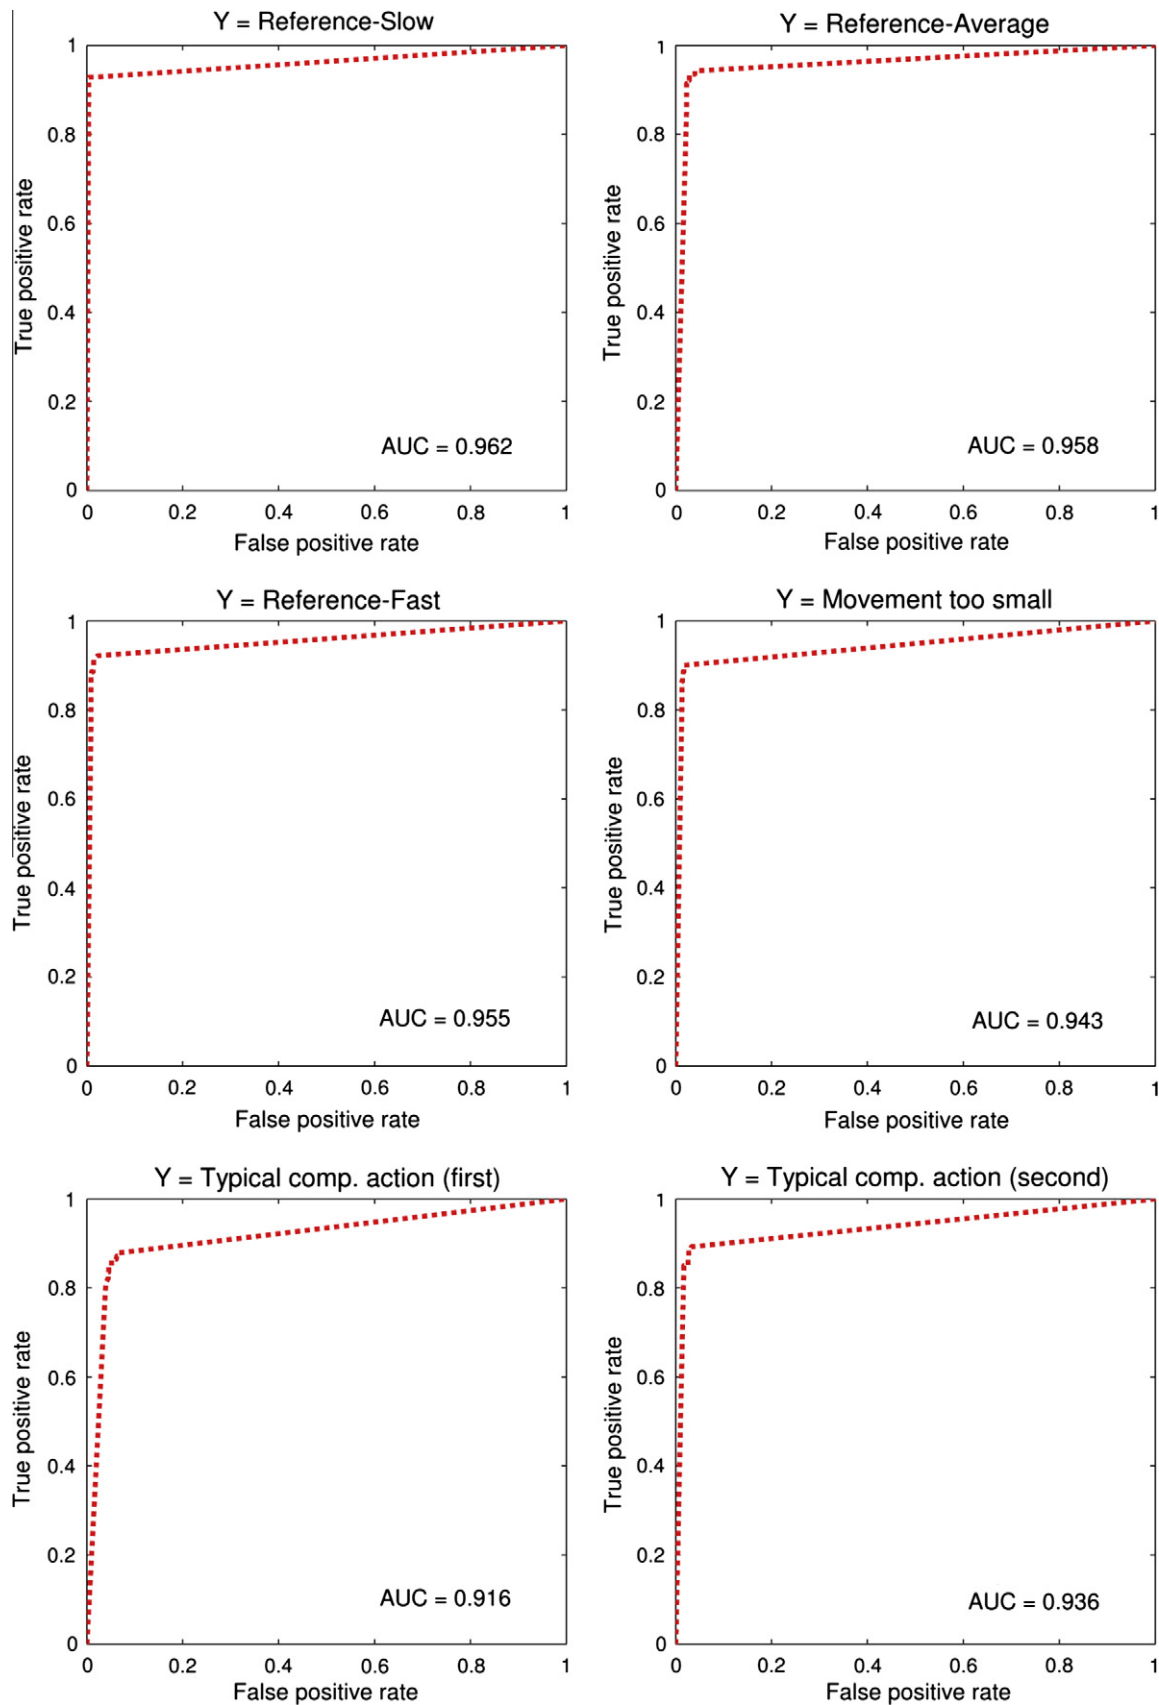 Y = Reference-Slow
1
0.8
0.6
0.4
0.2
0
True positive rate
AUC = 0.962
0 0.2 0.4 0.6 0.8 1
False positive rate
Y = Reference-Average
1
0.8
0.6
0.4
0.2
0
True positive rate
AUC = 0.958
0 0.2 0.4 0.6 0.8 1
False positive rate
Y = Reference-Fast
1
0.8
0.6
0.4
0.2
0
True positive rate
AUC = 0.955
0 0.2 0.4 0.6 0.8 1
False positive rate
Y = Movement too small
1
0.8
0.6
0.4
0.2
0
True positive rate
AUC = 0.943
0 0.2 0.4 0.6 0.8 1
False positive rate
Y = Typical comp. action (first)
1
0.8
0.6
0.4
0.2
0
True positive rate
AUC = 0.916
0 0.2 0.4 0.6 0.8 1
False positive rate
Y = Typical comp. action (second)
1
0.8
0.6
0.4
0.2
0
True positive rate
AUC = 0.936
0 0.2 0.4 0.6 0.8 1
False positive rate